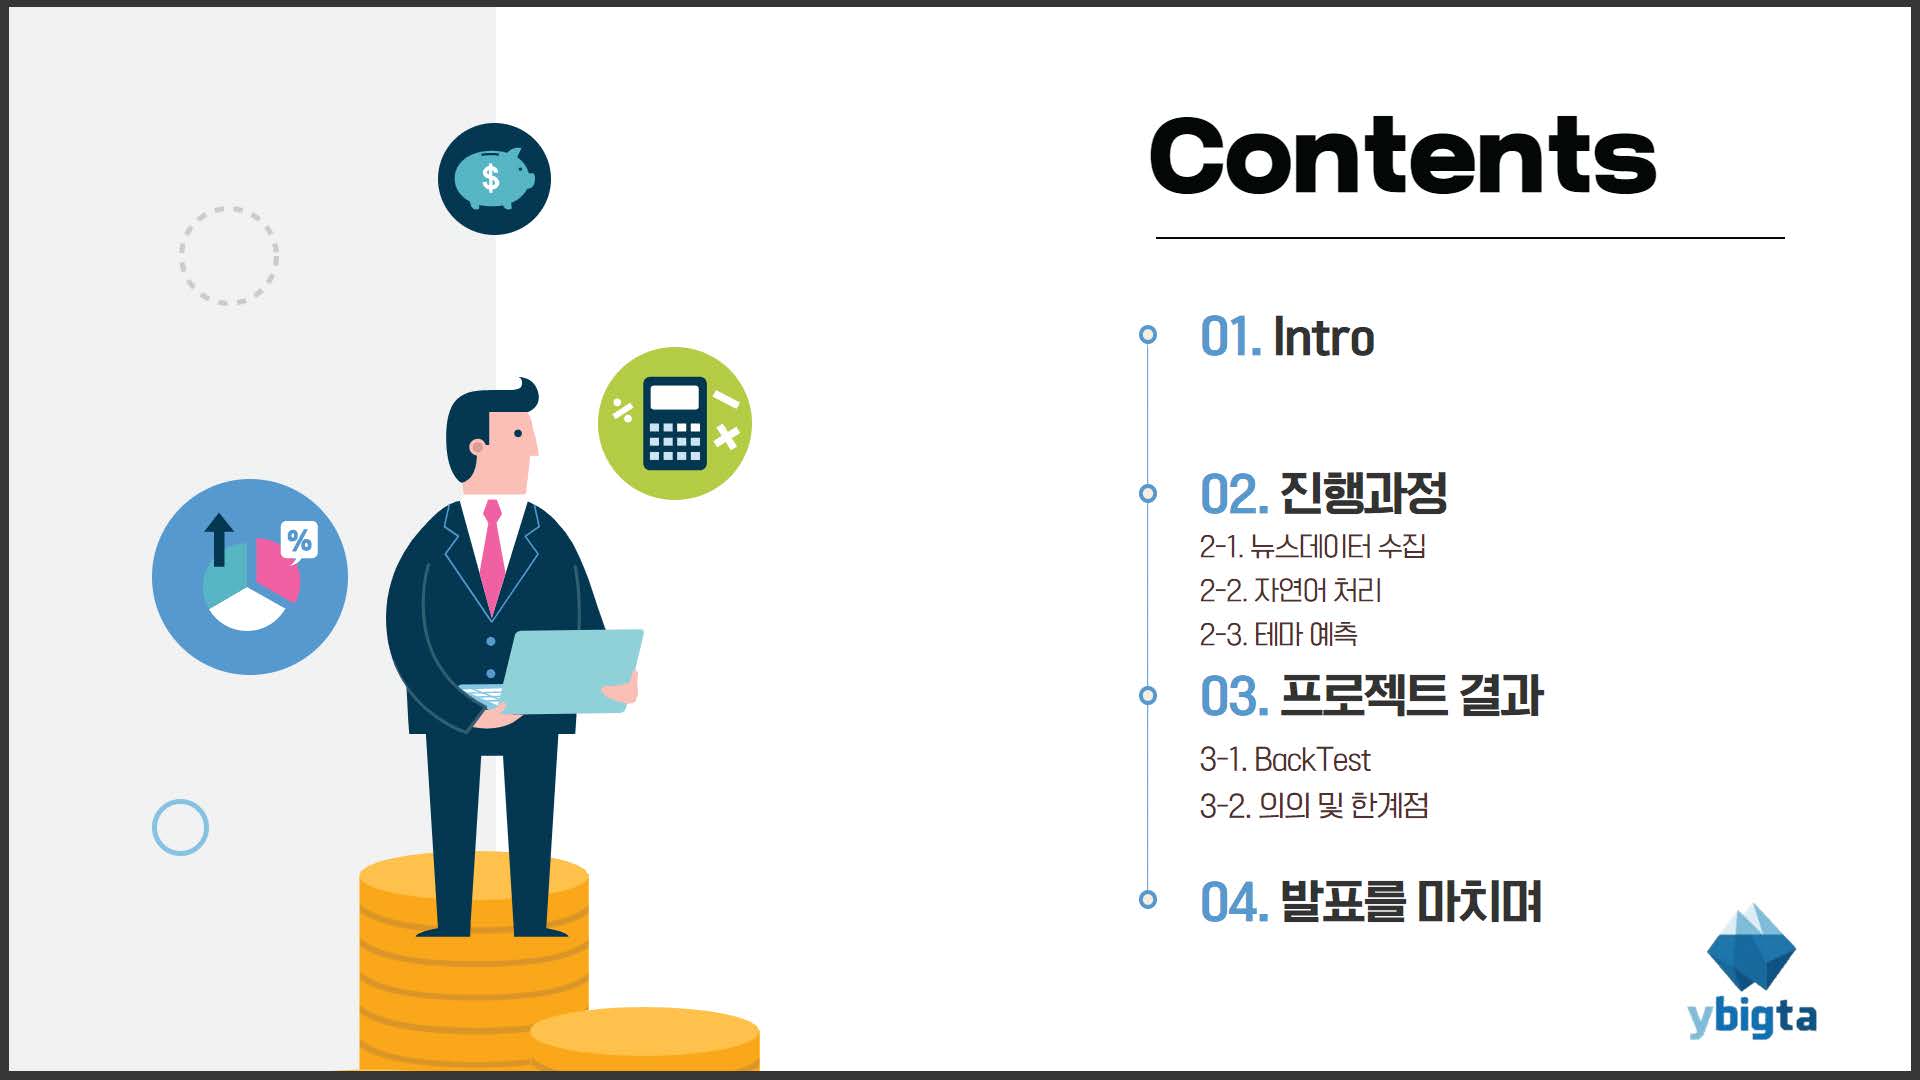 Contents
01. Intro
02. 진행과정
2-1. 뉴스데이터 수집
2-2. 자연어 처리
2-3. 테마 예측
03. 프로젝트 결과
3-1. BackTest
3-2. 의의 및 한계점
04. 발표를 마치며
$
%
ybigta